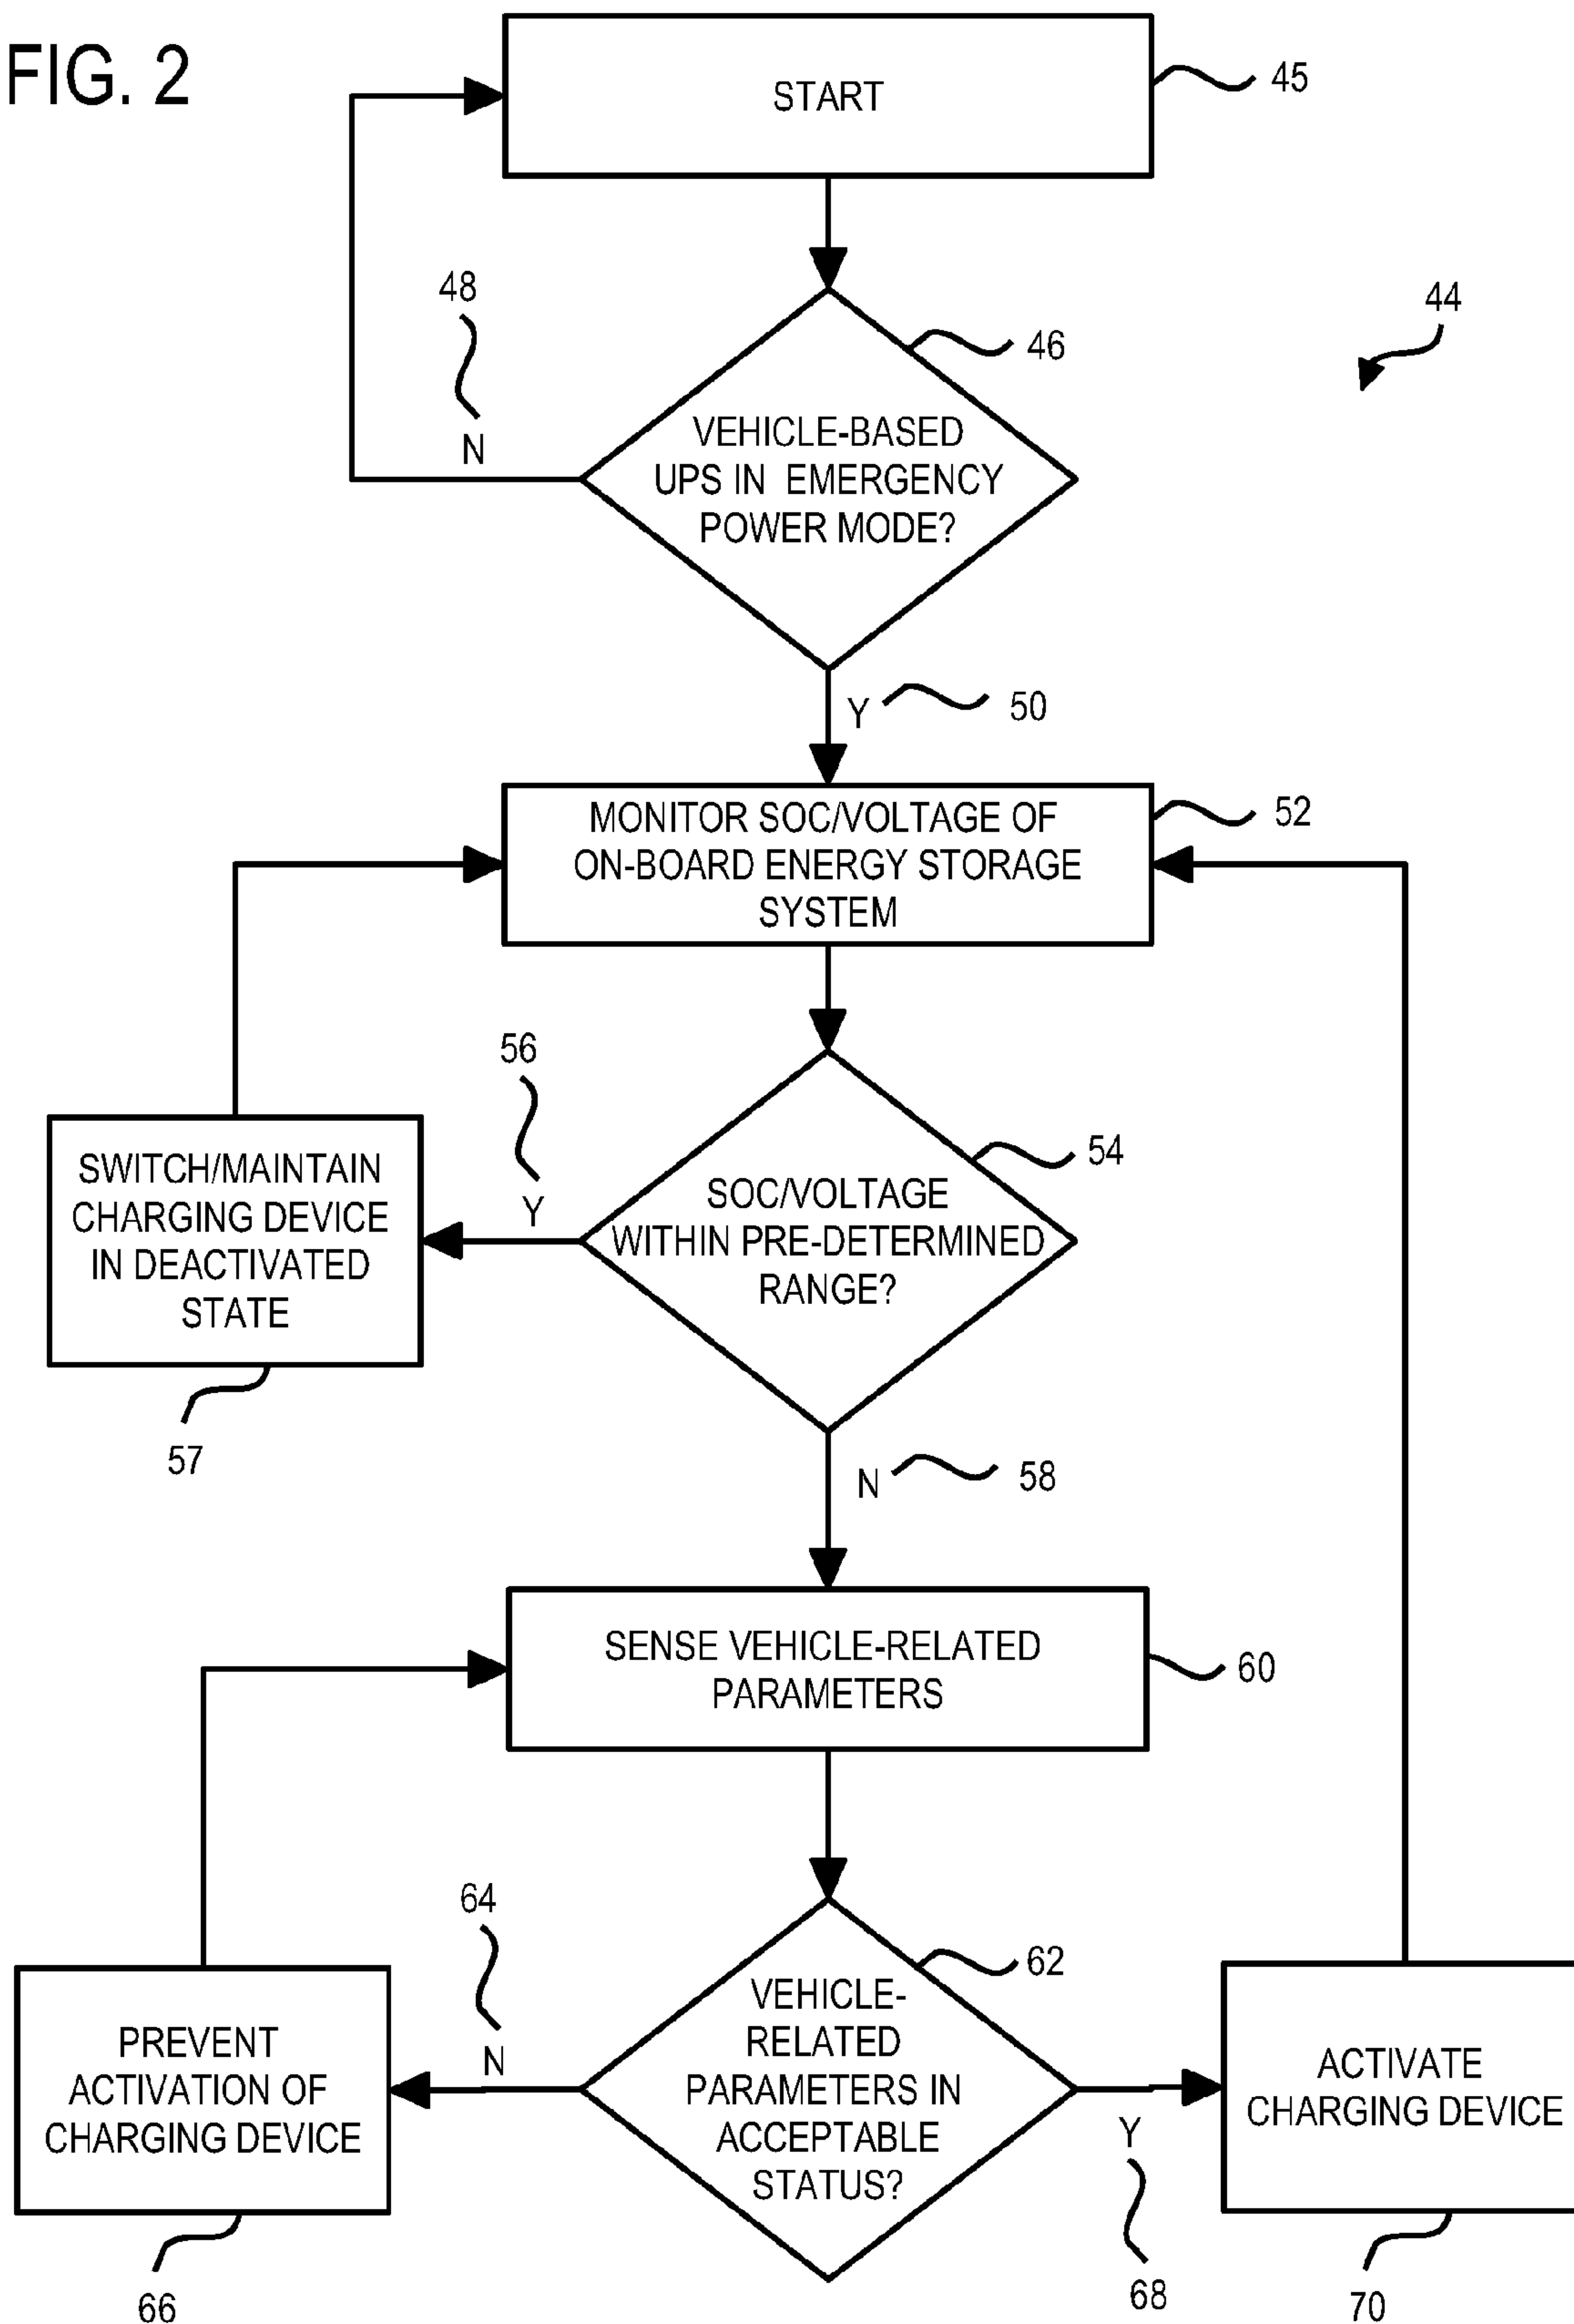 FIG. 2
START
45
48
44
46
N
VEHICLE-BASED
UPS IN EMERGENCY
POWER MODE?
Y
50
MONITOR SOC/VOLTAGE OF
ON-BOARD ENERGY STORAGE
SYSTEM
52
56
54
SWITCH/MAINTAIN
CHARGING DEVICE
IN DEACTIVATED
STATE
57
Y
SOC/VOLTAGE
WITHIN PRE-DETERMINED
RANGE?
N
58
SENSE VEHICLE-RELATED
PARAMETERS
60
64
62
PREVENT
ACTIVATION OF
CHARGING DEVICE
66
N
VEHICLE-
RELATED
PARAMETERS IN
ACCEPTABLE
STATUS?
Y
68
ACTIVATE
CHARGING DEVICE
70